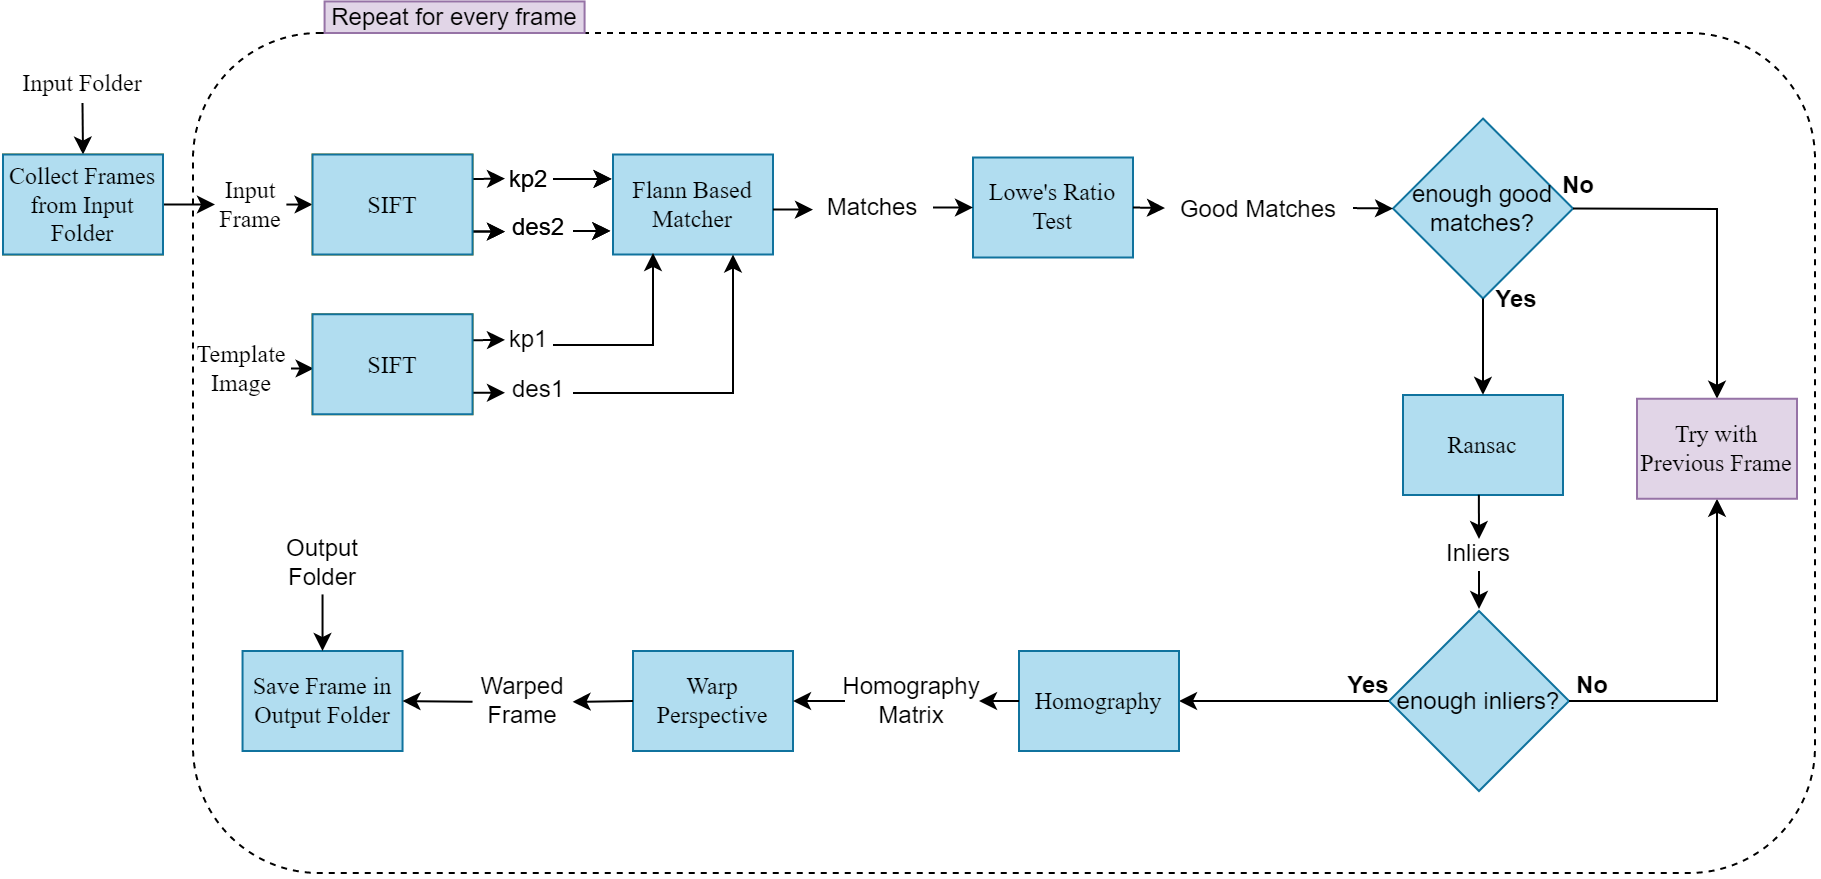 Repeat for every frame
Input Folder
Collect Frames
from Input
Folder
Input
Frame
SIFT
kp2
des2
Flann Based
Matcher
Matches
Lowe's Ratio
Test
Good Matches
enough good
matches?
No
Yes
Template
Image
SIFT
kp1
des1
Ransac
Try with
Previous Frame
Inliers
Output
Folder
Save Frame in
Output Folder
Warped
Frame
Warp
Perspective
Homography
Matrix
Homography
Yes
enough inliers?
No